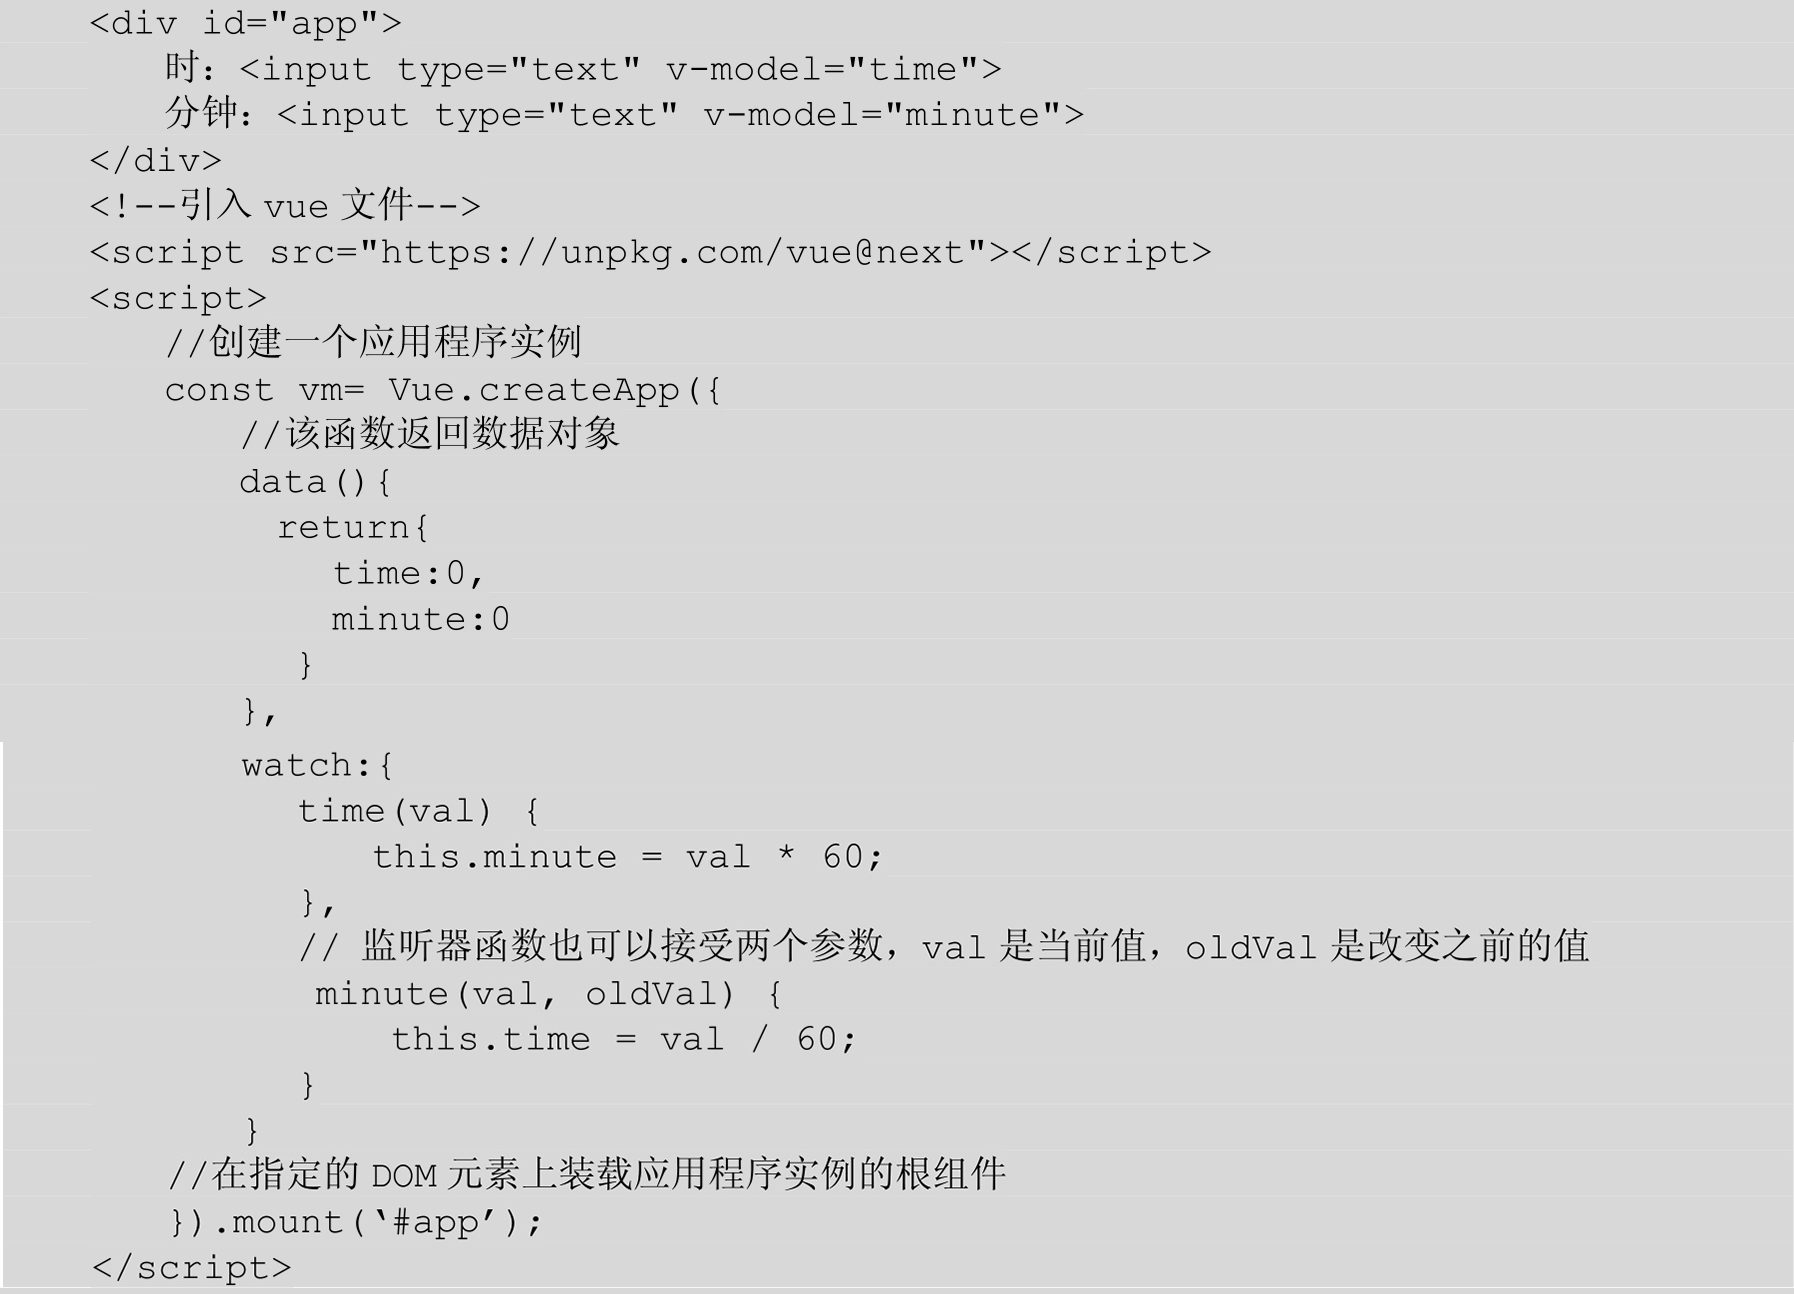 <div id="app">
    时：<input type="text" v-model="time">
    分钟：<input type="text" v-model="minute">
</div>
<!--引入 vue 文件-->
<script src="https://unpkg.com/vue@next"></script>
<script>
    //创建一个应用程序实例
    const vm= Vue.createApp({
        //该函数返回数据对象
        data(){
          return{
             time:0,
             minute:0
           }
        },
        watch:{
           time(val) {
               this.minute = val * 60;
           },
           // 监听器函数也可以接受两个参数，val 是当前值，oldVal 是改变之前的值
            minute(val, oldVal) {
                this.time = val / 60;
           }
        }
    //在指定的 DOM 元素上装载应用程序实例的根组件
    }).mount(‘#app’);
</script>